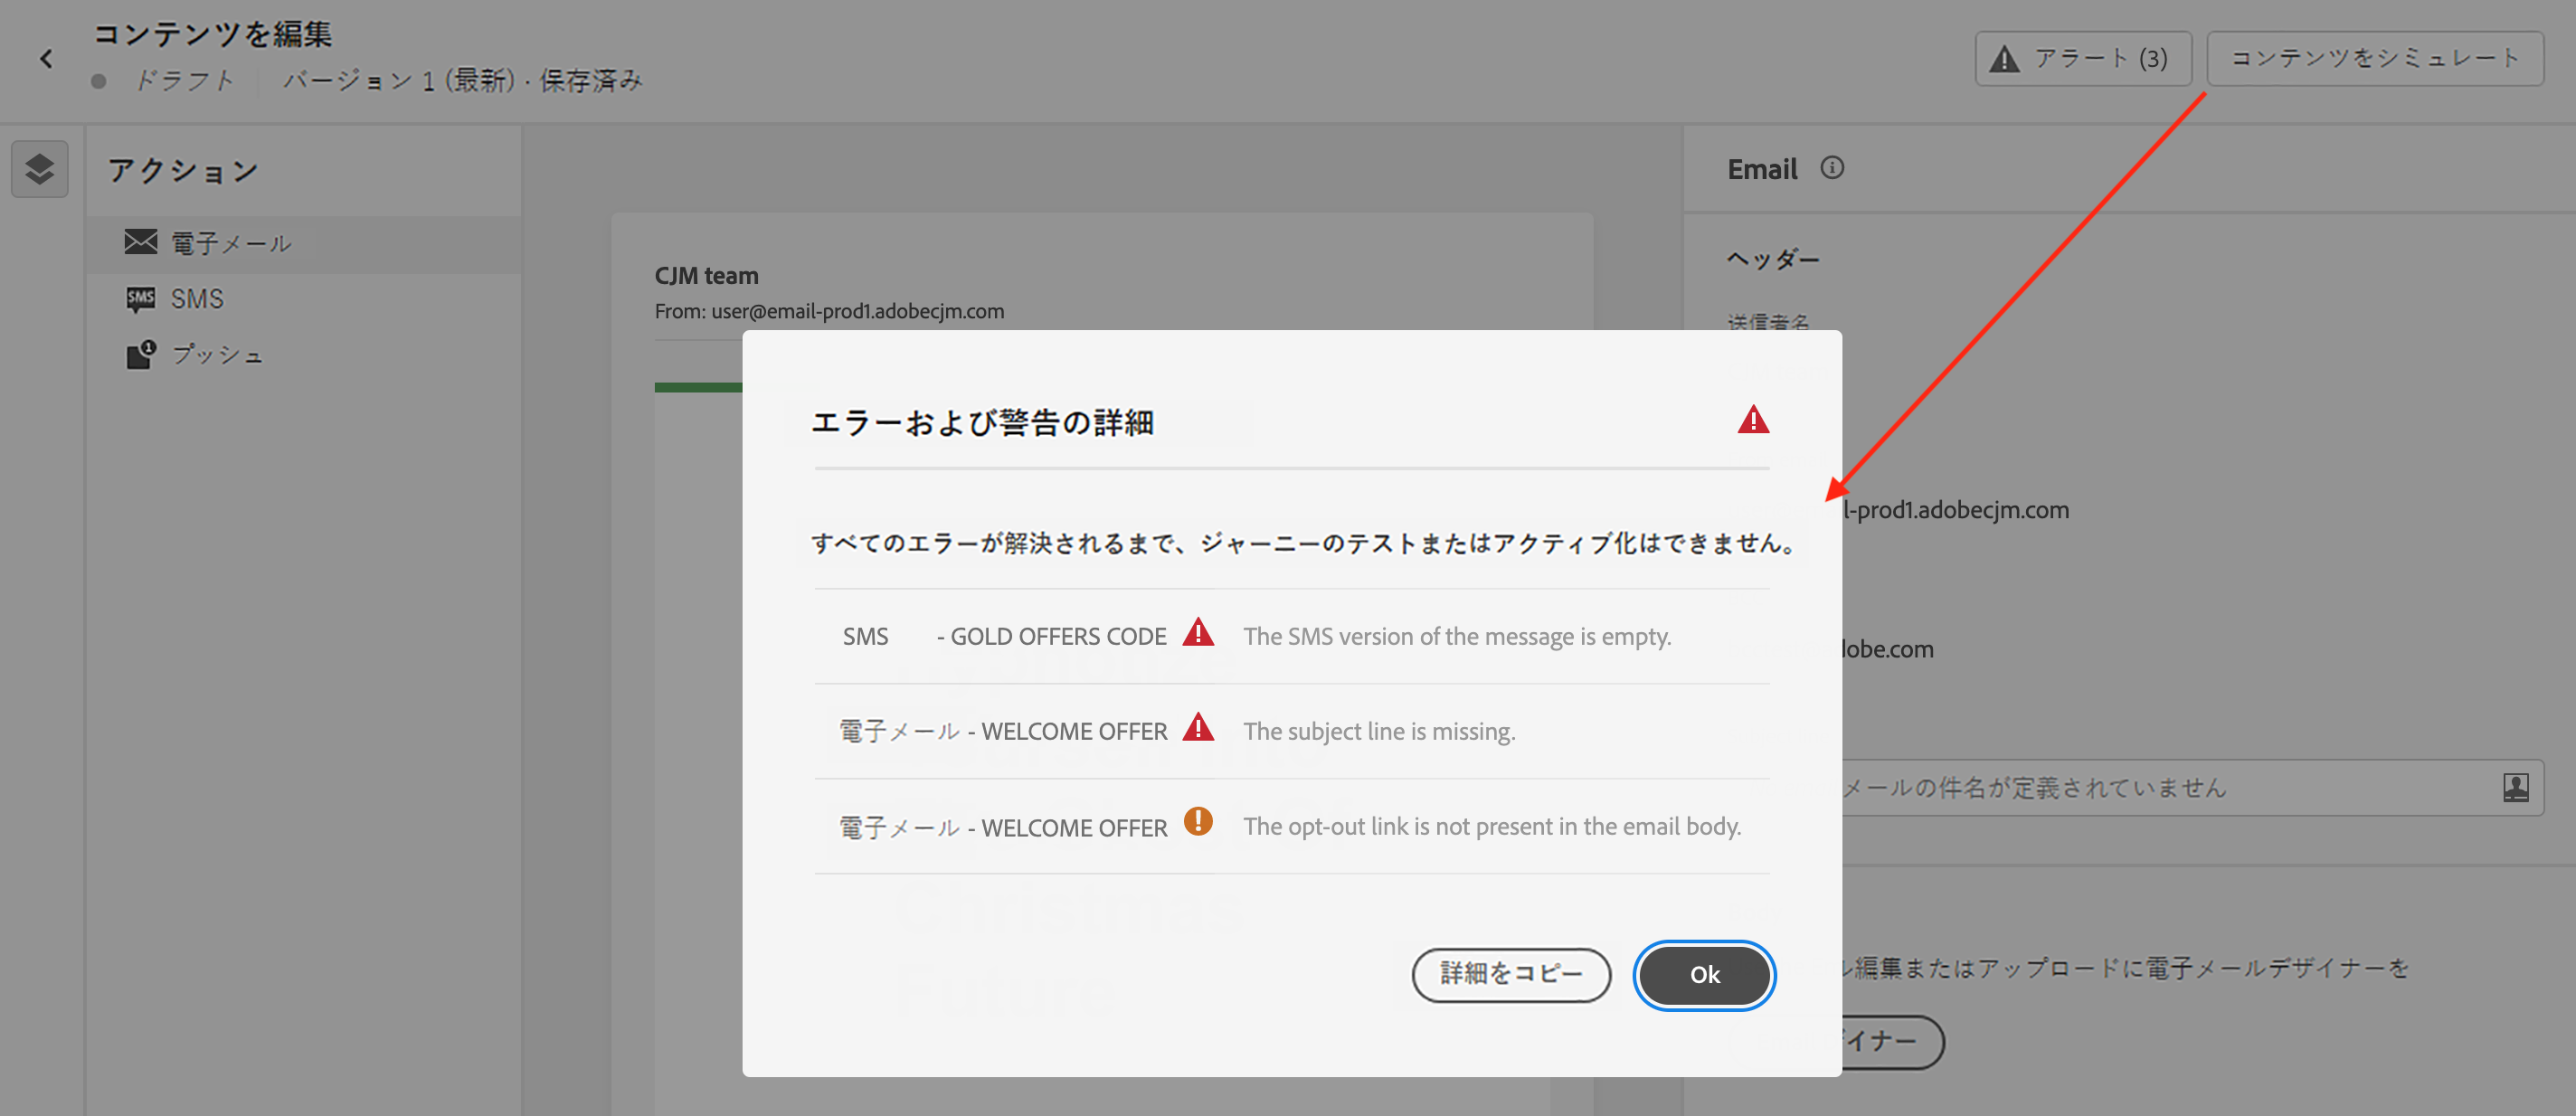 コンテンツを編集
ドラフト バージョン 1 (最新) · 保存済み
アラート (3)
コンテンツをシミュレート
アクション
電子メール
SMS SMS
1 プッシュ
CJM team
From: user@email-prod1.adobecjm.com
Email
ヘッダー
送信者名
l-prod1.adobecjm.com
lobe.com
メールの件名が定義されていません
ル編集またはアップロードに電子メールデザイナーを
イナー
エラーおよび警告の詳細
すべてのエラーが解決されるまで、ジャーニーのテストまたはアクティブ化はできません。
SMS - GOLD OFFERS CODE The SMS version of the message is empty.
電子メール - WELCOME OFFER The subject line is missing.
電子メール - WELCOME OFFER The opt-out link is not present in the email body.
詳細をコピー
Ok